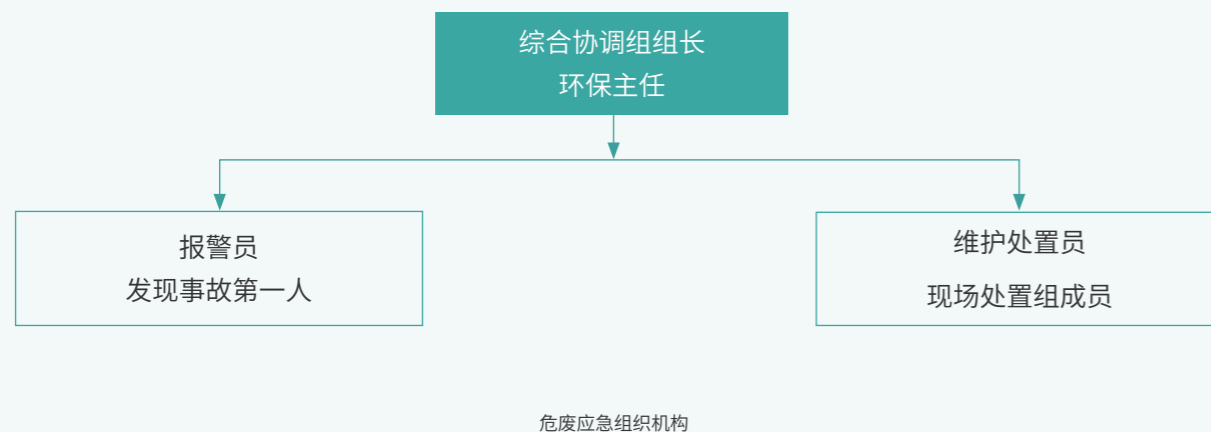 综合协调组组长
环保主任
报警员
发现事故第一人
维护处置员
现场处置组成员
危废应急组织机构